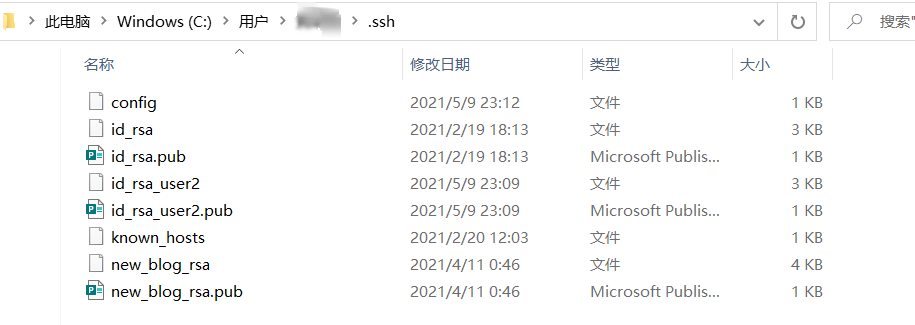 此电脑 Windows (C:) 用户 .ssh 搜索"
名称 修改日期 类型 大小
config 2021/5/9 23:12 文件 1 KB
id_rsa 2021/2/19 18:13 文件 3 KB
id_rsa.pub 2021/2/19 18:13 Microsoft Publis... 1 KB
id_rsa_user2 2021/5/9 23:09 文件 3 KB
id_rsa_user2.pub 2021/5/9 23:09 Microsoft Publis... 1 KB
known_hosts 2021/2/20 12:03 文件 1 KB
new_blog_rsa 2021/4/11 0:46 文件 4 KB
new_blog_rsa.pub 2021/4/11 0:46 Microsoft Publis... 1 KB